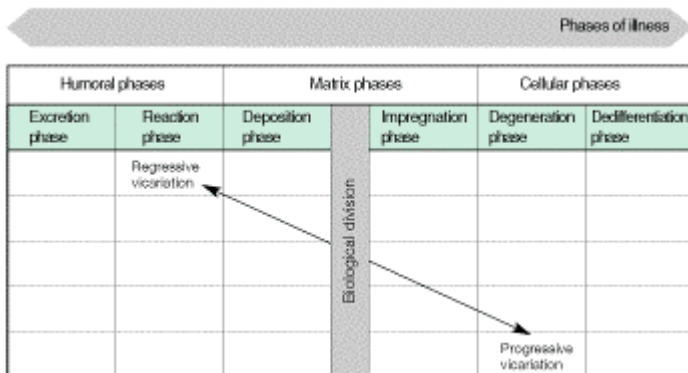 Phases of illness
Humoral phases Matrix phases Cellular phases
Excretion phase
Reaction phase
Deposition phase
Impregnation phase
Degeneration phase
Dedifferentiation phase
Regressive
vicariation
Biological division
Progressive
vicariation